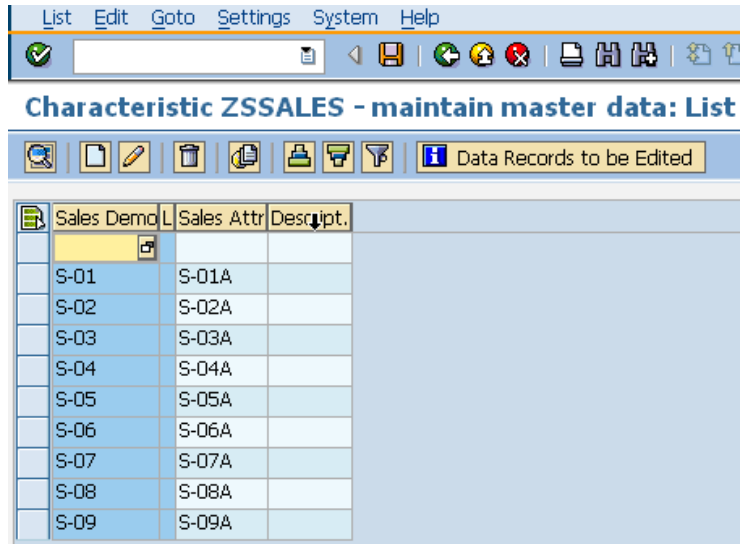 List Edit Goto Settings System Help
Characteristic ZSSALES - maintain master data: List
Data Records to be Edited
Sales Demo L Sales Attr Descript.
S-01 S-01A
S-02 S-02A
S-03 S-03A
S-04 S-04A
S-05 S-05A
S-06 S-06A
S-07 S-07A
S-08 S-08A
S-09 S-09A